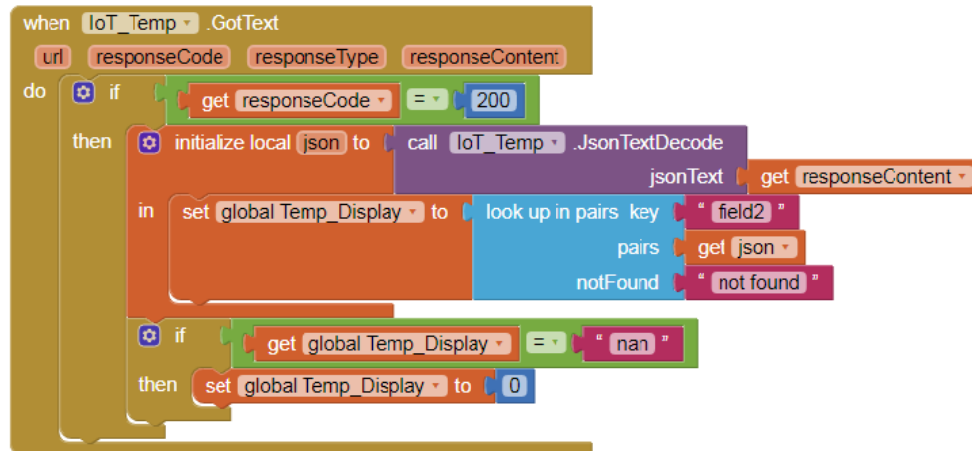 when IoT_Temp .GotText
url responseCode responseType responseContent
do if get responseCode = 200
then initialize local json to call IoT_Temp .JsonTextDecode
jsonText get responseContent
in set global Temp_Display to look up in pairs key " field2 "
pairs get json
notFound " not found "
if get global Temp_Display = " nan "
then set global Temp_Display to 0